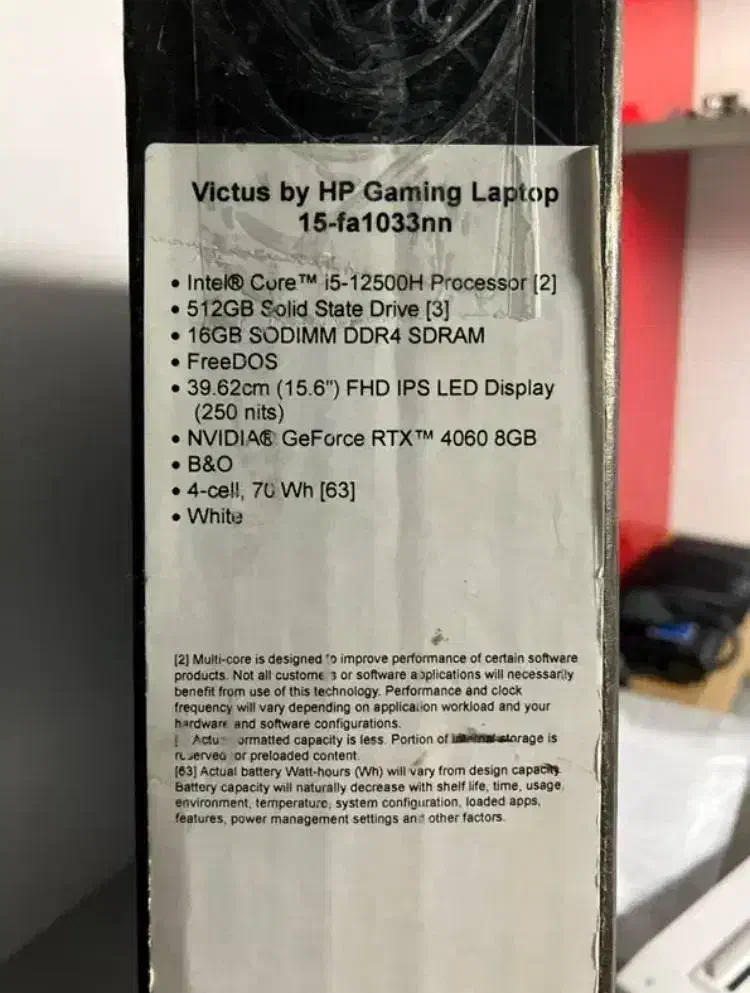 Victus by HP Gaming Laptop
15-fa1033nn
• Intel® Core™ i5-12500H Processor [2]
• 512GB Solid State Drive [3]
• 16GB SODIMM DDR4 SDRAM
• FreeDOS
• 39.62cm (15.6") FHD IPS LED Display
(250 nits)
• NVIDIA® GeForce RTX™ 4060 8GB
• B&O
• 4-cell, 70 Wh [63]
• White
[2] Multi-core is designed to improve performance of certain software
products. Not all customers or software applications will necessarily
benefit from use of this technology. Performance and clock
frequency will vary depending on application workload and your
hardware and software configurations.
Actu ormatted capacity is less. Portion of internal storage is
reserved for preloaded content.
[63] Actual battery Watt-hours (Wh) will vary from design capacity.
Battery capacity will naturally decrease with shelf life, time, usage,
environment, temperature, system configuration, loaded apps,
features, power management settings and other factors.